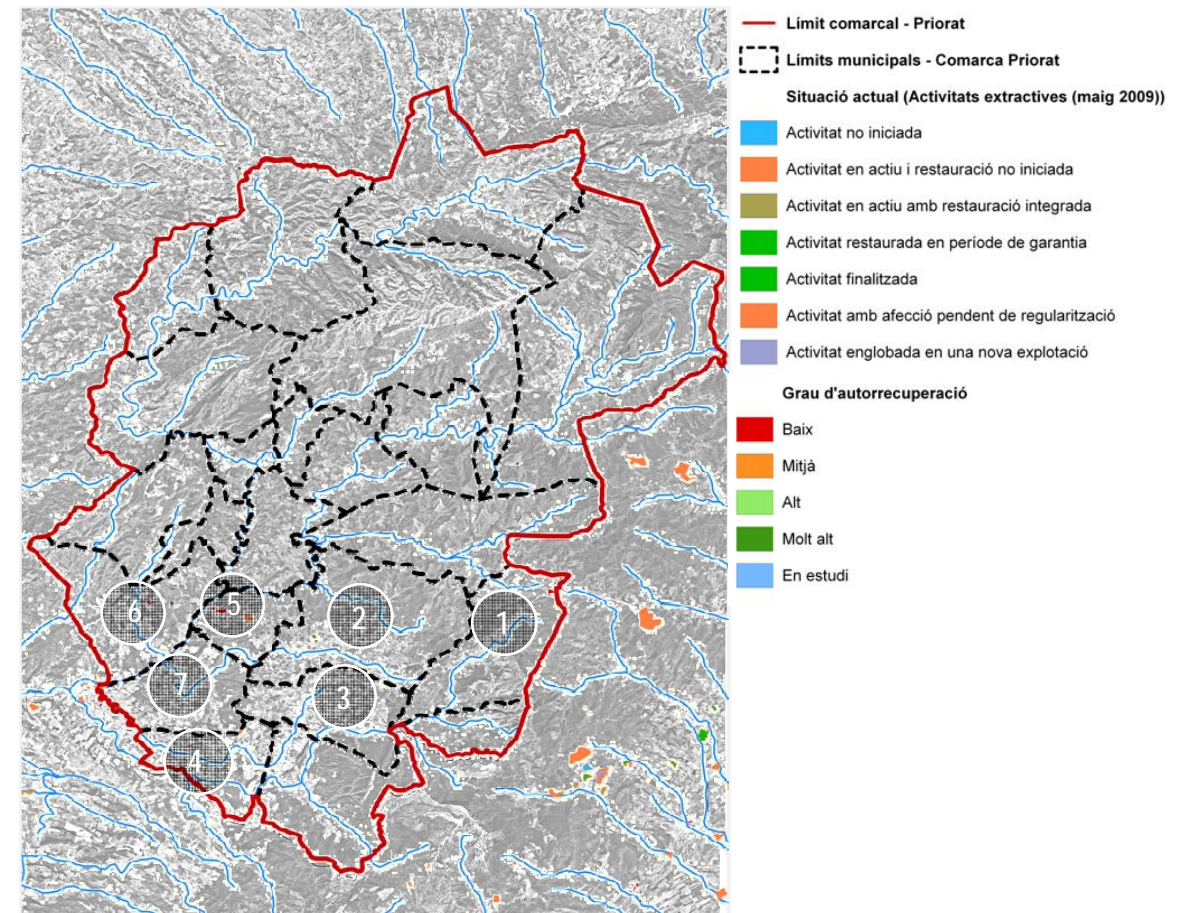 Límit comarcal - Priorat
Límits municipals - Comarca Priorat
Situació actual (Activitats extractives (maig 2009))
Activitat no iniciada
Activitat en actiu i restauració no iniciada
Activitat en actiu amb restauració integrada
Activitat restaurada en període de garantia
Activitat finalitzada
Activitat amb afecció pendent de regularització
Activitat englobada en una nova explotació
Grau d'autorrecuperació
Baix
Mitjà
Alt
Molt alt
En estudi
6
5
2
1
7
3
4